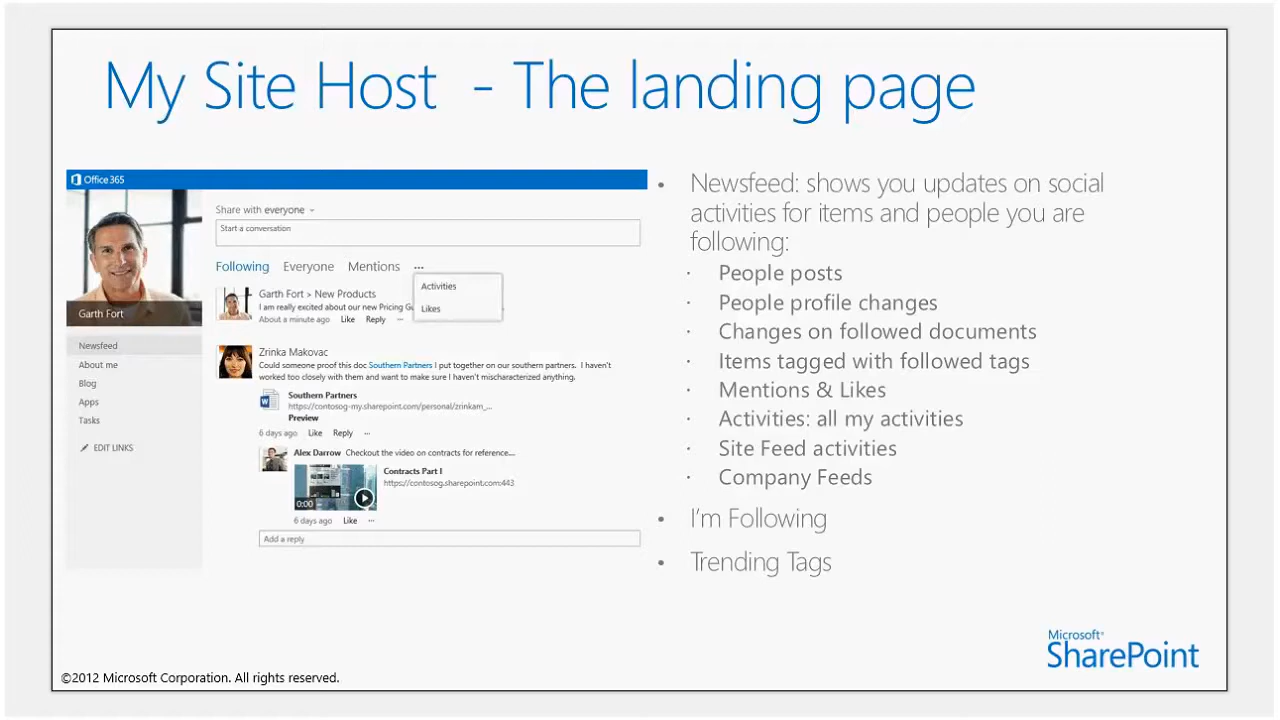 My Site Host - The landing page
Office 365
Garth Fort
Newsfeed
About me
Blog
Apps
Tasks
EDIT LINKS
Share with everyone
Start a conversation
Following Everyone Mentions ...
Activities
Likes
Garth Fort > New Products
I am really excited about our new Pricing Gu
About a minute ago Like Reply ...
Zrinka Makovac
Could someone proof this doc Southern Partners I put together on our southern partners. I haven't
worked too closely with them and want to make sure I haven't mischaracterized anything.
Southern Partners
https://contosog-my.sharepoint.com/personal/zrinkam_...
Preview
6 days ago Like Reply ...
Alex Darrow Checkout the video on contracts for reference....
Contracts Part I
https://contosog.sharepoint.com:443
0:00
6 days ago Like ...
Add a reply
• Newsfeed: shows you updates on social
activities for items and people you are
following:
· People posts
· People profile changes
· Changes on followed documents
· Items tagged with followed tags
· Mentions & Likes
· Activities: all my activities
· Site Feed activities
· Company Feeds
• I'm Following
• Trending Tags
Microsoft®
SharePoint
©2012 Microsoft Corporation. All rights reserved.